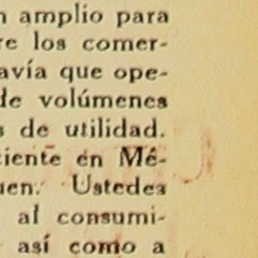 n amplio para
re los comer-
avía que ope-
de volúmenes
s de utilidad.
ciente en Mé-
uen. Ustedes
al consumi-
así como a